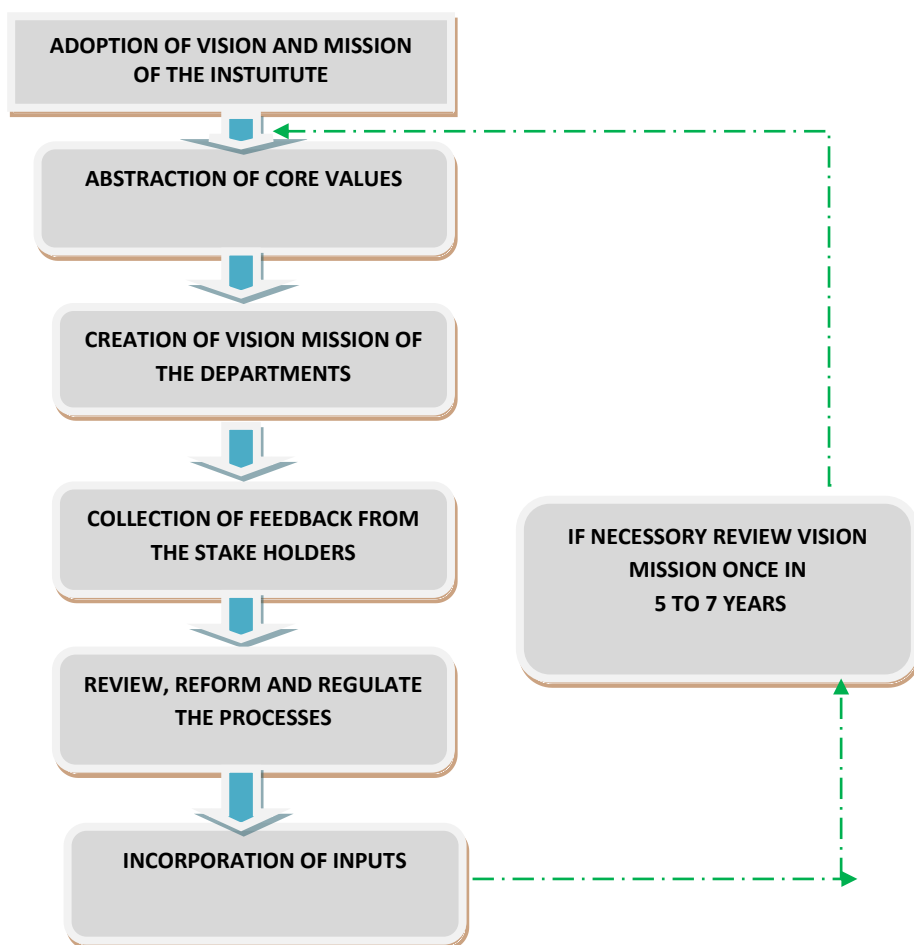 ADOPTION OF VISION AND MISSION
OF THE INSTUITUTE
ABSTRACTION OF CORE VALUES
CREATION OF VISION MISSION OF
THE DEPARTMENTS
COLLECTION OF FEEDBACK FROM
THE STAKE HOLDERS
IF NECESSARY REVIEW VISION
MISSION ONCE IN
5 TO 7 YEARS
REVIEW, REFORM AND REGULATE
THE PROCESSES
INCORPORATION OF INPUTS